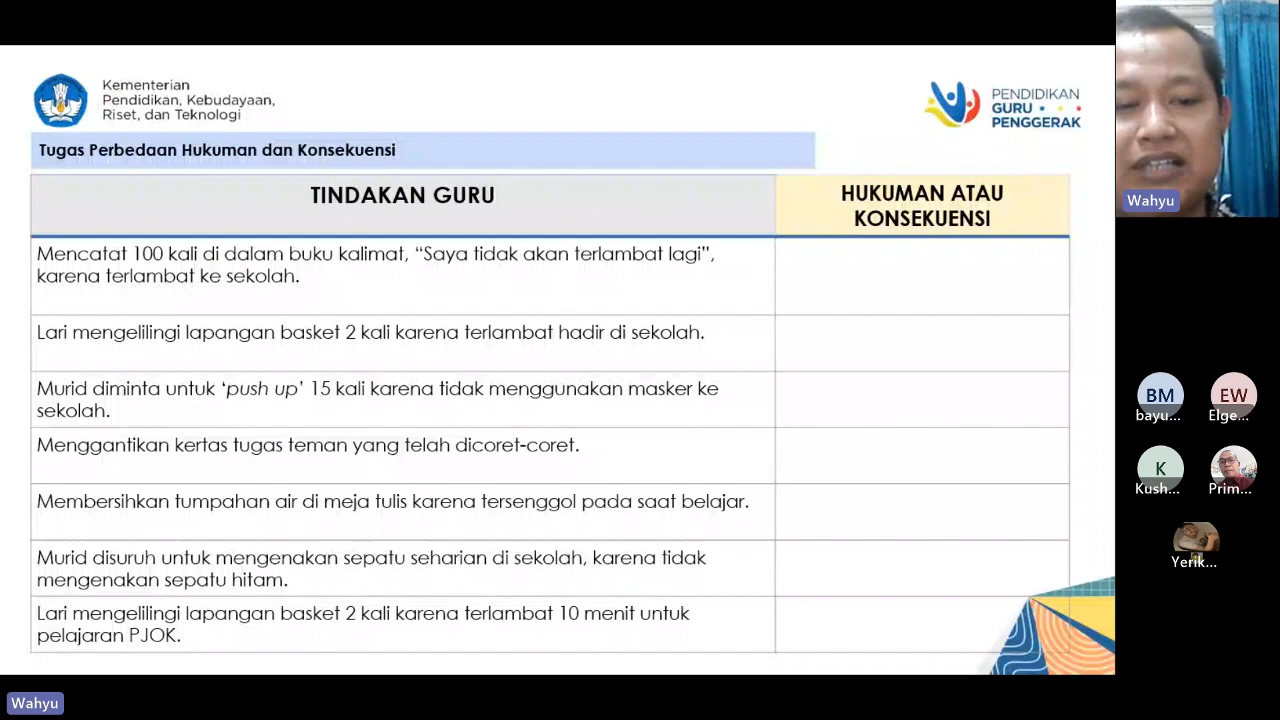 Kementerian
Pendidikan, Kebudayaan,
Riset, dan Teknologi
PENDIDIKAN
GURU
PENGGERAK
Tugas Perbedaan Hukuman dan Konsekuensi
TINDAKAN GURU
HUKUMAN ATAU
KONSEKUENSI
Mencatat 100 kali di dalam buku kalimat, “Saya tidak akan terlambat lagi”,
karena terlambat ke sekolah.
Lari mengelilingi lapangan basket 2 kali karena terlambat hadir di sekolah.
Murid diminta untuk ‘push up’ 15 kali karena tidak menggunakan masker ke
sekolah.
Menggantikan kertas tugas teman yang telah dicoret-coret.
Membersihkan tumpahan air di meja tulis karena tersenggol pada saat belajar.
Murid disuruh untuk mengenakan sepatu seharian di sekolah, karena tidak
mengenakan sepatu hitam.
Lari mengelilingi lapangan basket 2 kali karena terlambat 10 menit untuk
pelajaran PJOK.
Wahyu
BM
EW
bayu...
Elge...
K
Kush...
Prim...
Yerik...
Wahyu